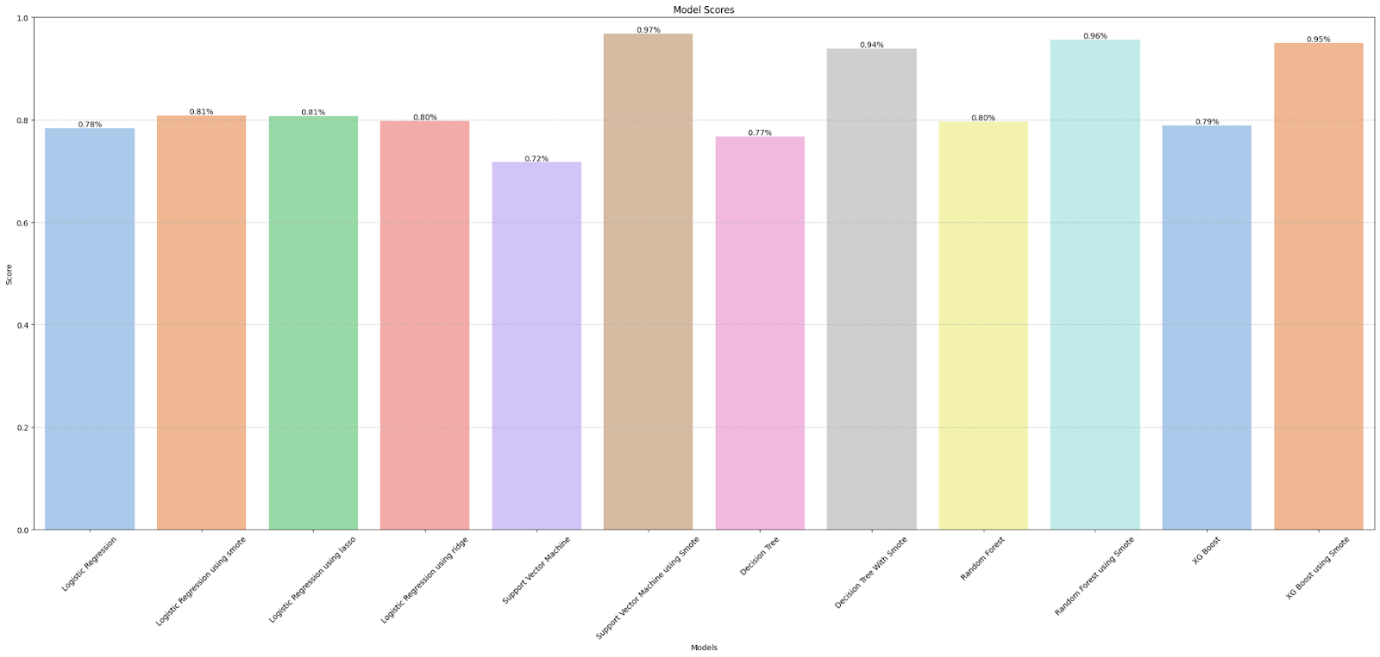 Model Scores
1.0
0.8
0.6
0.4
0.2
0.0
Score
0.78%
0.81%
0.81%
0.80%
0.72%
0.97%
0.77%
0.94%
0.80%
0.96%
0.79%
0.95%
Logistic Regression
Logistic Regression using smote
Logistic Regression using lasso
Logistic Regression using ridge
Support Vector Machine
Support Vector Machine using Smote
Decision Tree
Decision Tree With Smote
Random Forest
Random Forest using Smote
XG Boost
XG Boost using Smote
Models